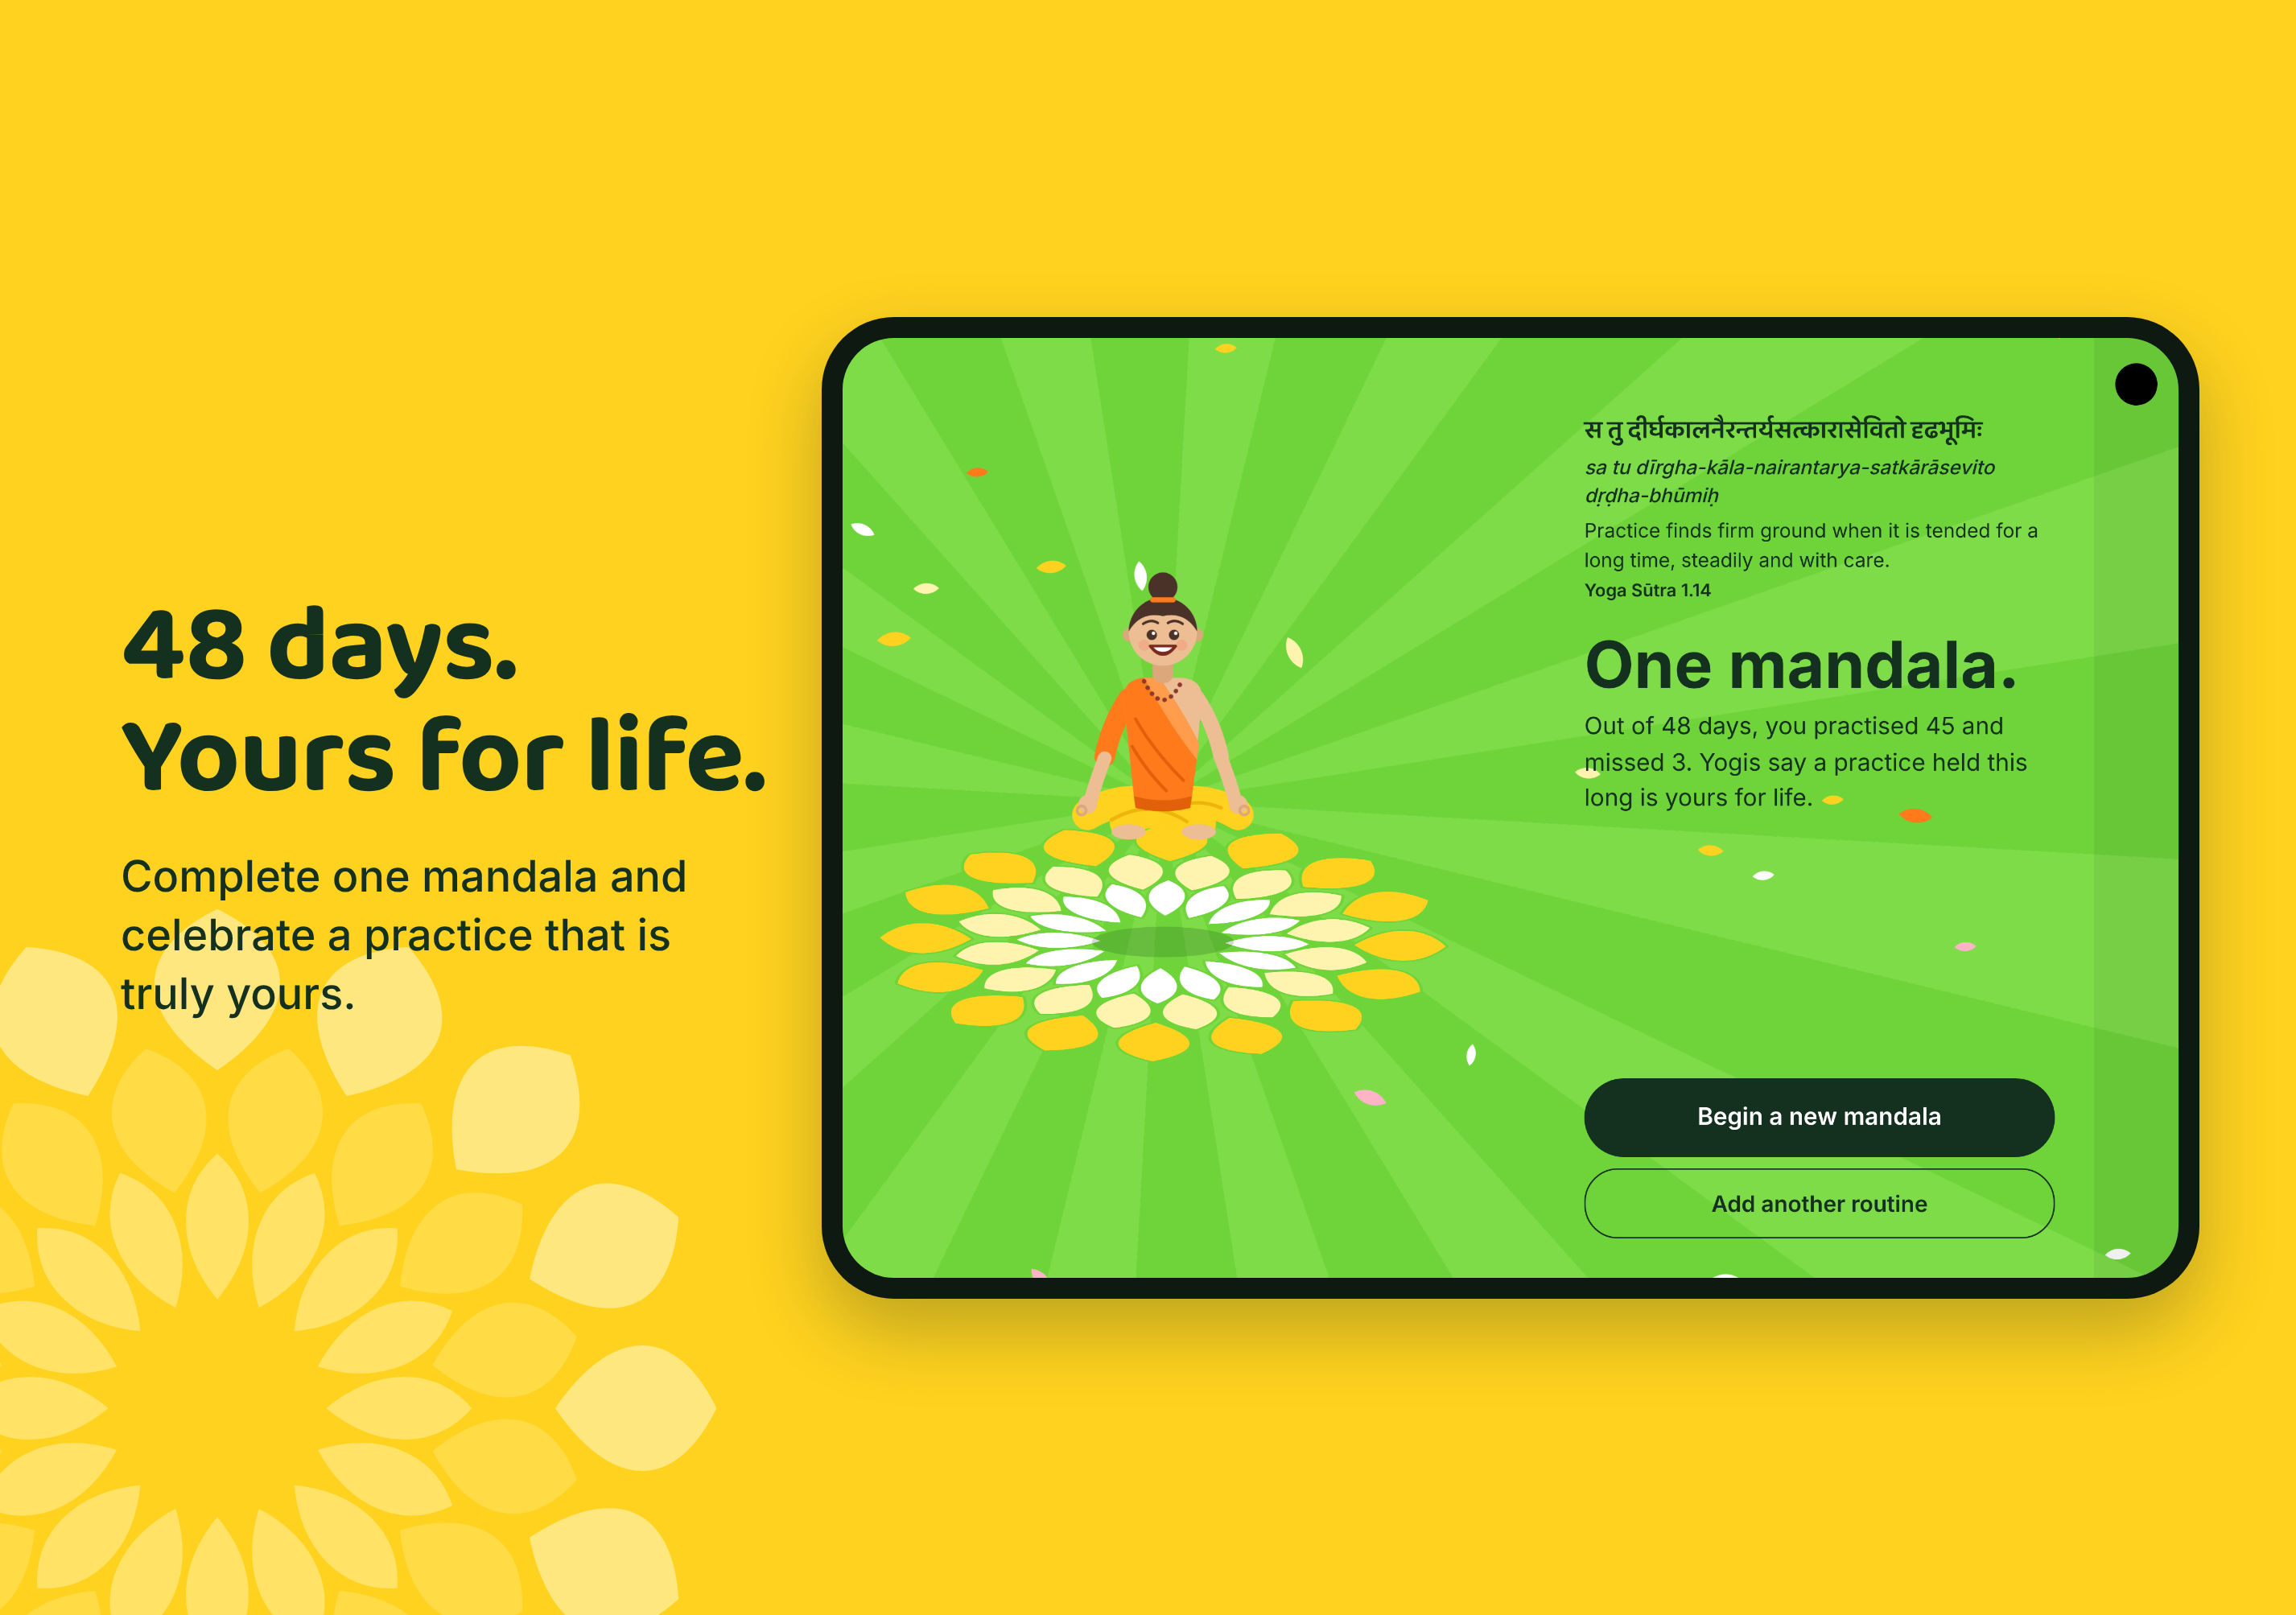 48 days.
Yours for life.
Complete one mandala and
celebrate a practice that is
truly yours.
स तु दीर्घकालनैरन्तर्यसत्कारासेवितो दृढभूमिः
sa tu dīrgha-kāla-nairantarya-satkārāsevito
dṛḍha-bhūmiḥ
Practice finds firm ground when it is tended for a
long time, steadily and with care.
Yoga Sūtra 1.14
One mandala.
Out of 48 days, you practised 45 and
missed 3. Yogis say a practice held this
long is yours for life.
Begin a new mandala
Add another routine